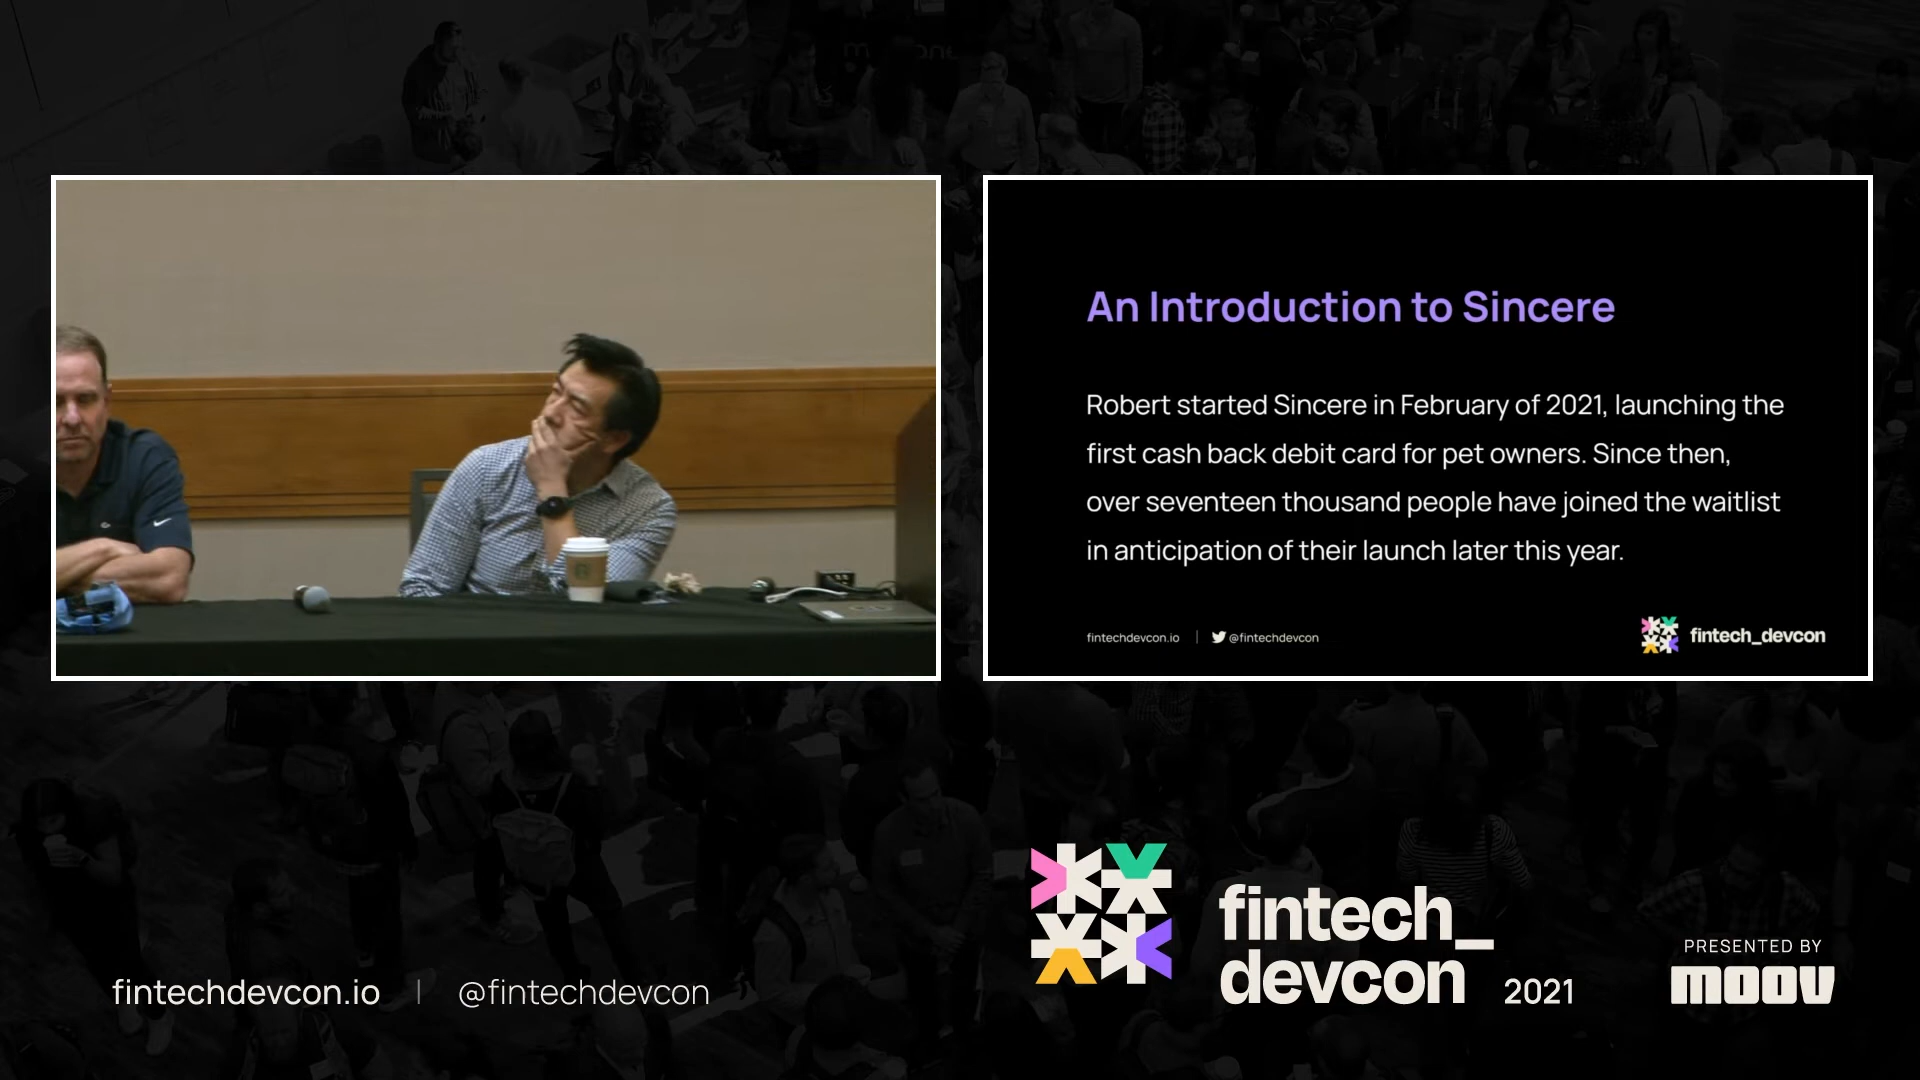 An Introduction to Sincere
Robert started Sincere in February of 2021, launching the
first cash back debit card for pet owners. Since then,
over seventeen thousand people have joined the waitlist
in anticipation of their launch later this year.
fintechdevcon.io | @fintechdevcon
fintech_devcon
fintech_
devcon 2021
PRESENTED BY
moov
fintechdevcon.io | @fintechdevcon